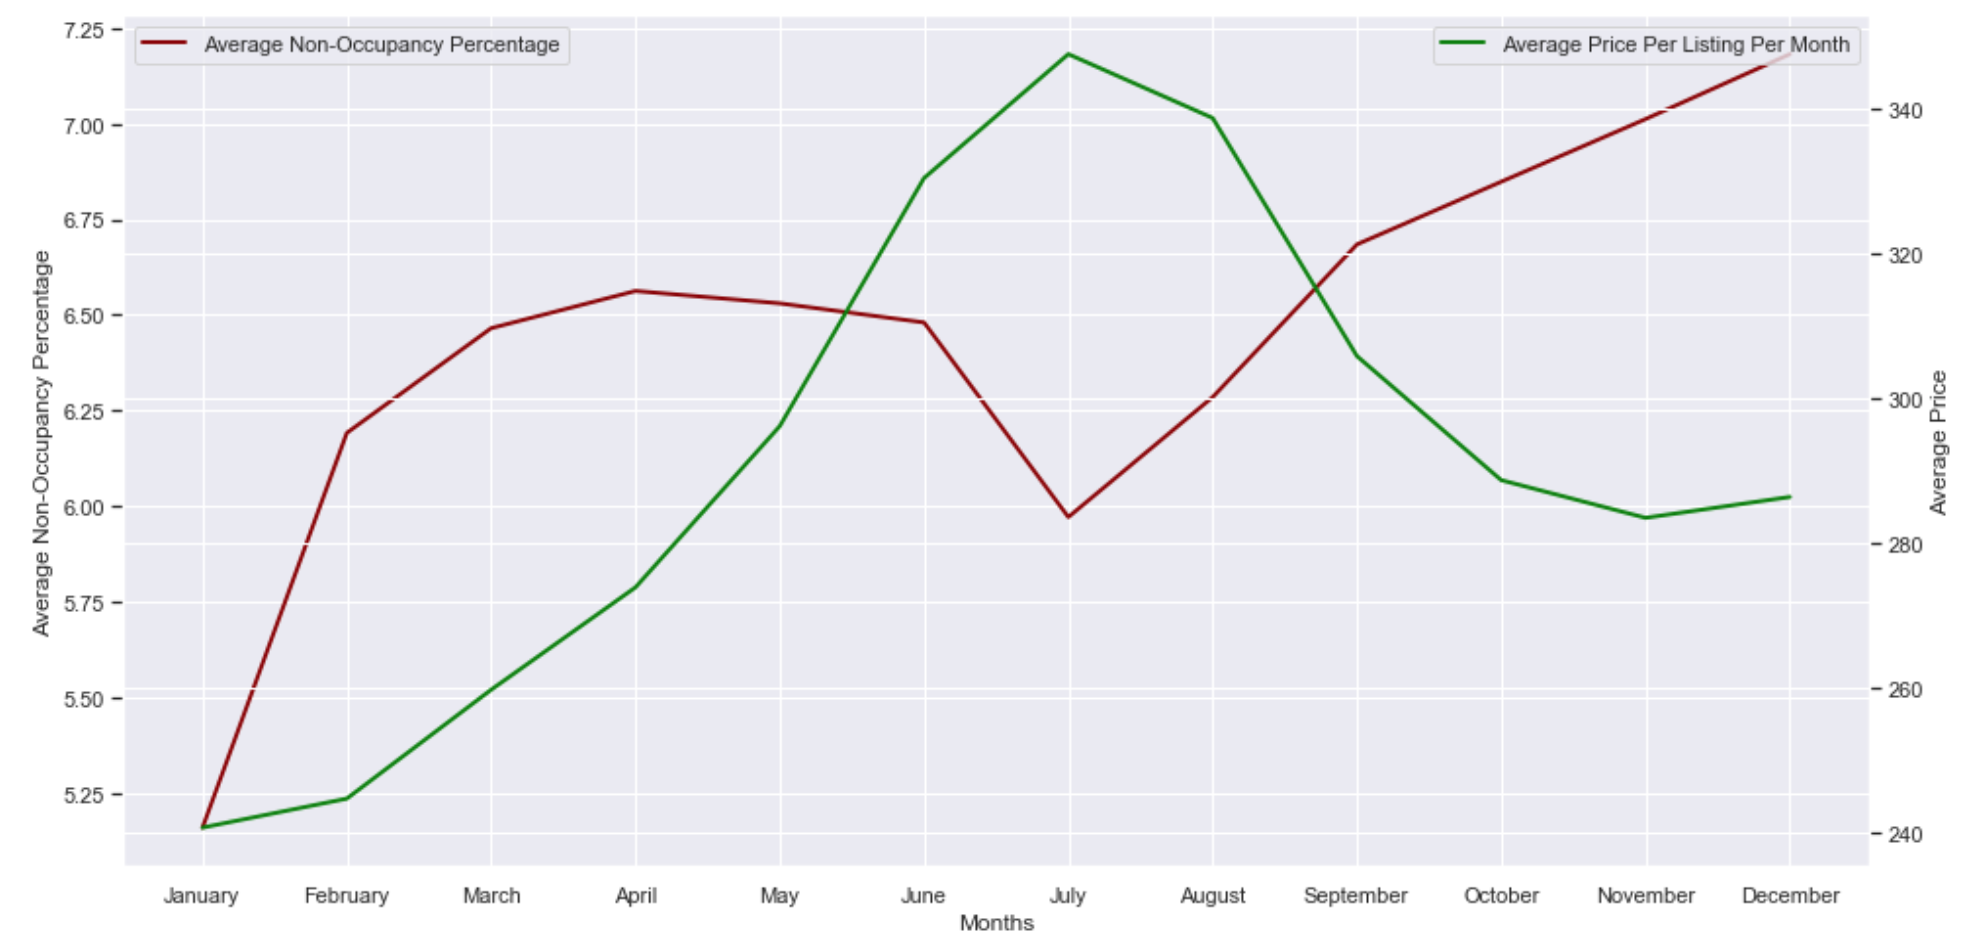 Average Non-Occupancy Percentage
Average Price Per Listing Per Month
7.25
7.00
6.75
6.50
6.25
6.00
5.75
5.50
5.25
Average Non-Occupancy Percentage
340
320
300
280
260
240
Average Price
January February March April May June July August September October November December
Months